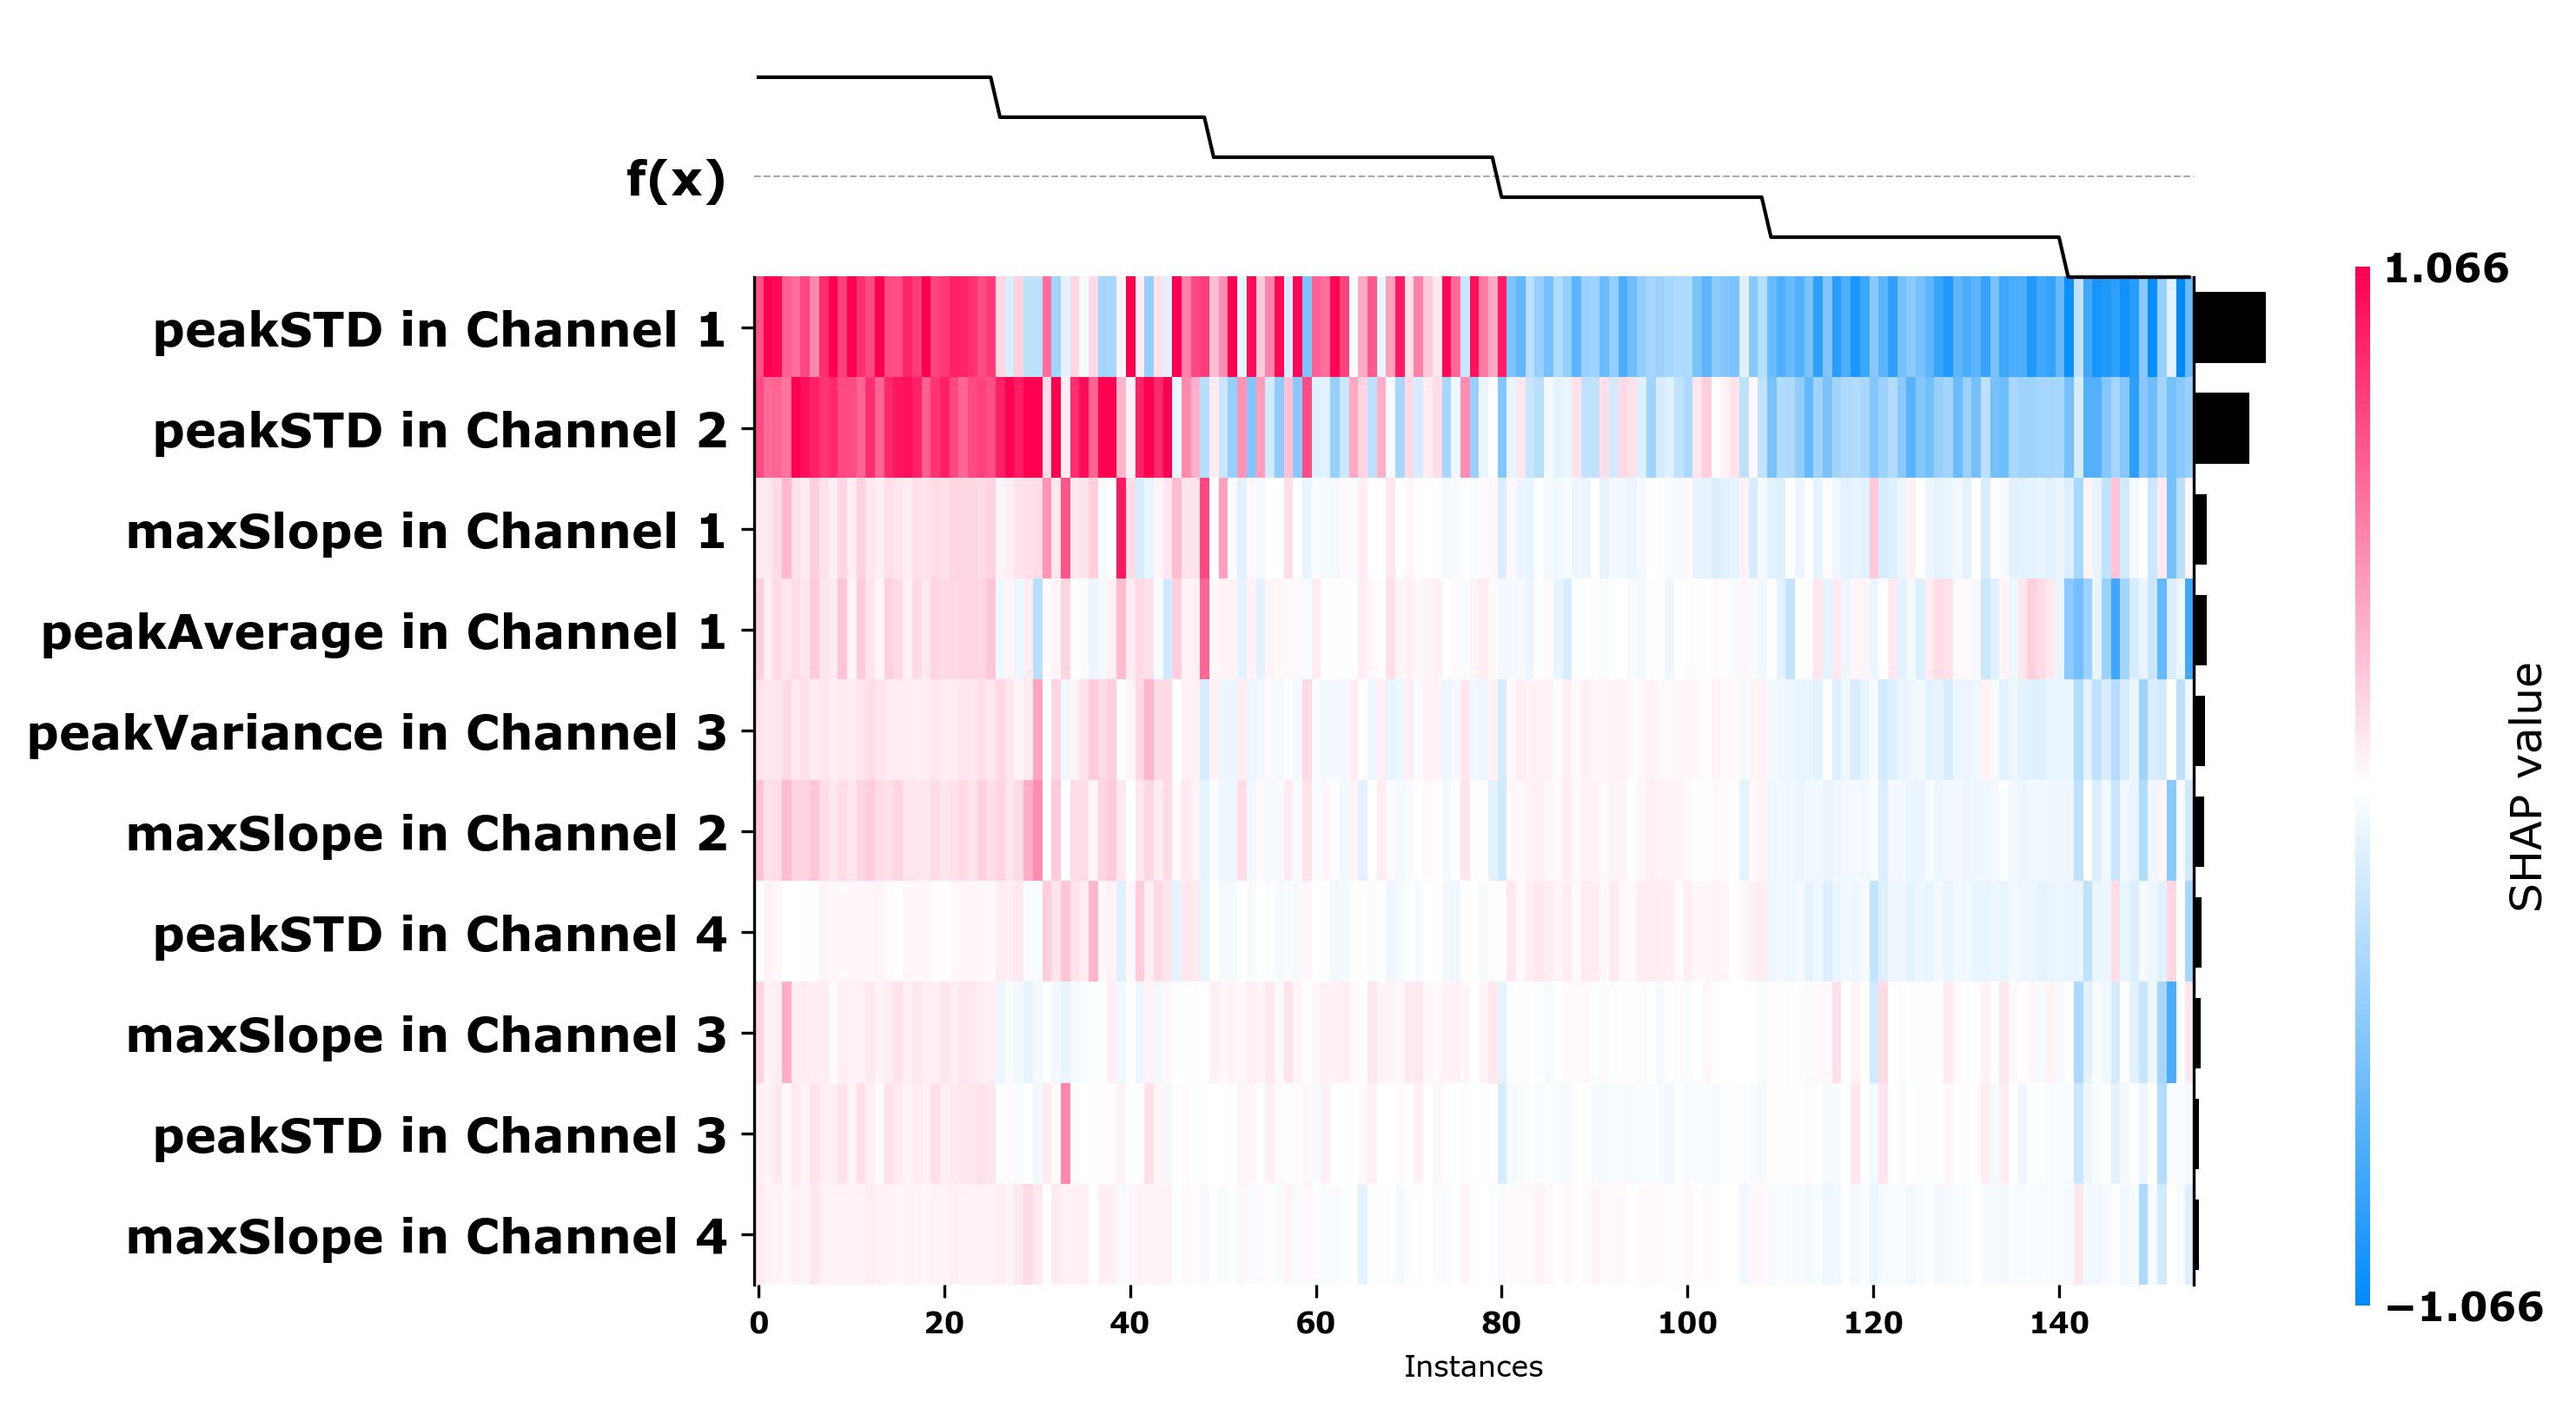 f(x)
1.066
peakSTD in Channel 1
peakSTD in Channel 2
maxSlope in Channel 1
peakAverage in Channel 1
peakVariance in Channel 3
maxSlope in Channel 2
peakSTD in Channel 4
maxSlope in Channel 3
peakSTD in Channel 3
maxSlope in Channel 4
SHAP value
−1.066
0 20 40 60 80 100 120 140
Instances